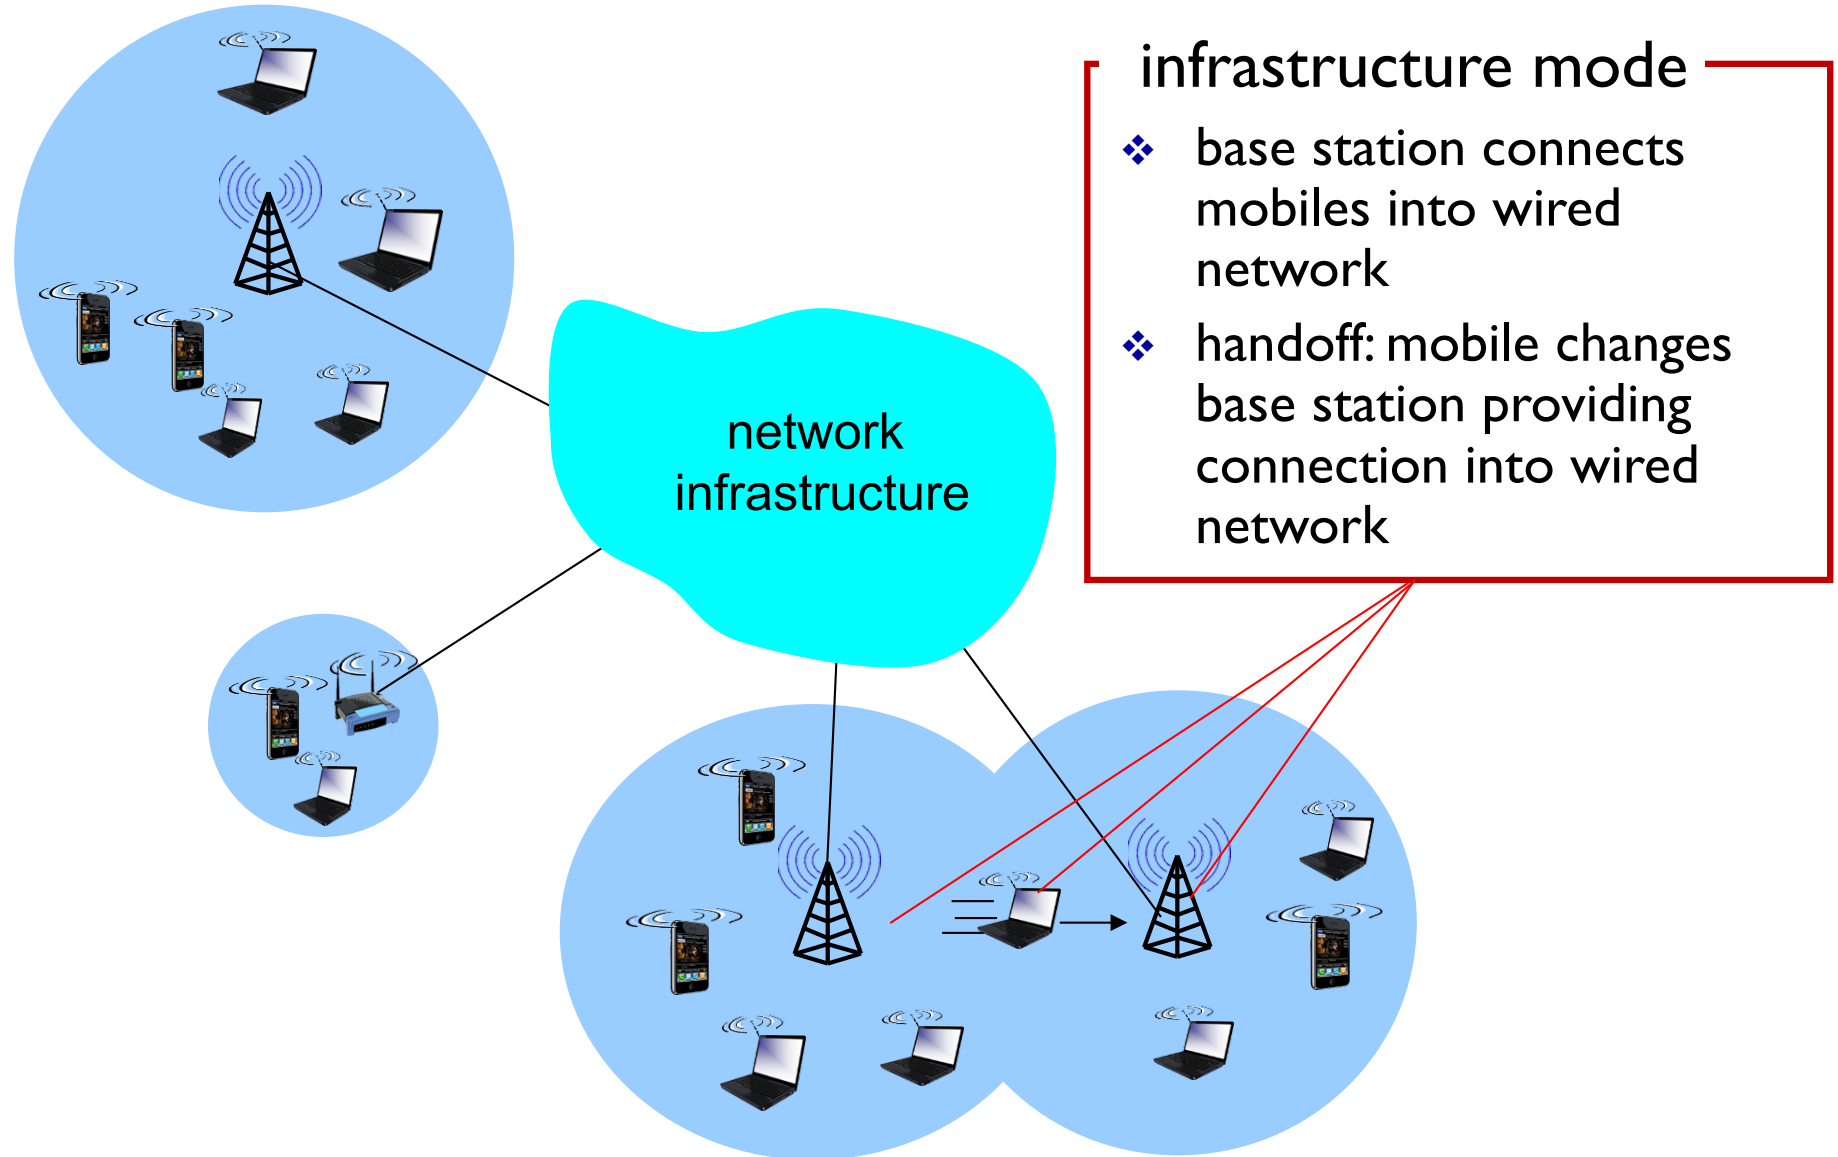 infrastructure mode
❖ base station connects
mobiles into wired
network
❖ handoff: mobile changes
base station providing
connection into wired
network
network
infrastructure